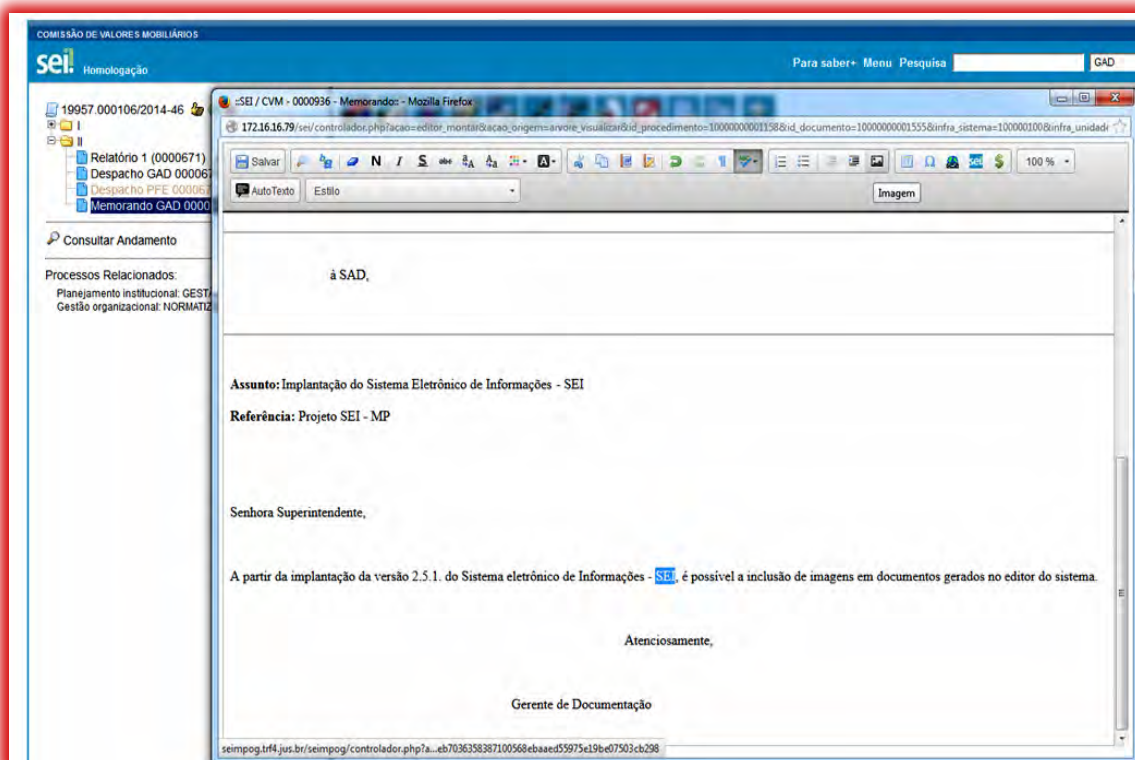 COMISSÃO DE VALORES MOBILIÁRIOS
sei! Homologação
Para saber+ Menu Pesquisa GAD
19957.000106/2014-46
I
II
Relatório 1 (0000671)
Despacho GAD 000067
Despacho PFE 000067
Memorando GAD 0000
Consultar Andamento
Processos Relacionados:
Planejamento institucional: GESTÃ
Gestão organizacional: NORMATIZ
::SEI / CVM - 0000936 - Memorando:: - Mozilla Firefox
172.16.16.79/sei/controlador.php?acao=editor_montar&acao_origem=arvore_visualizar&id_procedimento=1000000001158&id_documento=1000000001555&infra_sistema=100000100&infra_unidad
Salvar N I S abc 100 %
AutoTexto Estilo
Imagem
à SAD,
Assunto: Implantação do Sistema Eletrônico de Informações - SEI
Referência: Projeto SEI - MP
Senhora Superintendente,
A partir da implantação da versão 2.5.1. do Sistema eletrônico de Informações - SEI, é possível a inclusão de imagens em documentos gerados no editor do sistema.
Atenciosamente,
Gerente de Documentação
seimpog.trf4.jus.br/seimpog/controlador.php?a...eb7036358387100568ebaaed55975e19be07503cb298